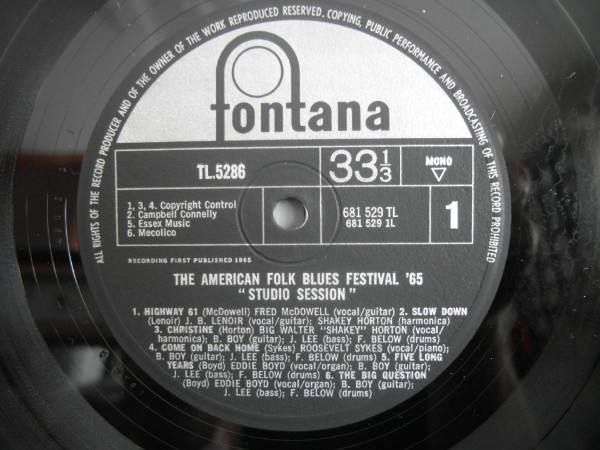 ALL RIGHTS OF THE RECORD PRODUCER AND OF THE OWNER OF THE WORK REPRODUCED RESERVED. COPYING, PUBLIC PERFORMANCE AND BROADCASTING OF THIS RECORD PROHIBITED
fontana
TL.5286
33 1/3
MONO
1, 3, 4. Copyright Control
2. Campbell Connelly
5. Essex Music
6. Mecolico
681 529 TL
681 529 1L
1
RECORDING FIRST PUBLISHED 1965
THE AMERICAN FOLK BLUES FESTIVAL '65
"STUDIO SESSION"
1. HIGHWAY 61 (McDowell) FRED McDOWELL (vocal/guitar) 2. SLOW DOWN
(Lenoir) J. B. LENOIR (vocal/guitar); SHAKEY HORTON (harmonica)
3. CHRISTINE (Horton) BIG WALTER "SHAKEY" HORTON (vocal/
harmonica); B. BOY (guitar); J. LEE (bass); F. BELOW (drums)
4. COME ON BACK HOME (Sykes) ROOSEVELT SYKES (vocal/piano);
B. BOY (guitar); J. LEE (bass); F. BELOW (drums) 5. FIVE LONG
YEARS (Boyd) EDDIE BOYD (vocal/organ); B. BOY (guitar);
J. LEE (bass); F. BELOW (drums) 6. THE BIG QUESTION
(Boyd) EDDIE BOYD (vocal/organ); B. BOY (guitar);
J. LEE (bass); F. BELOW (drums)